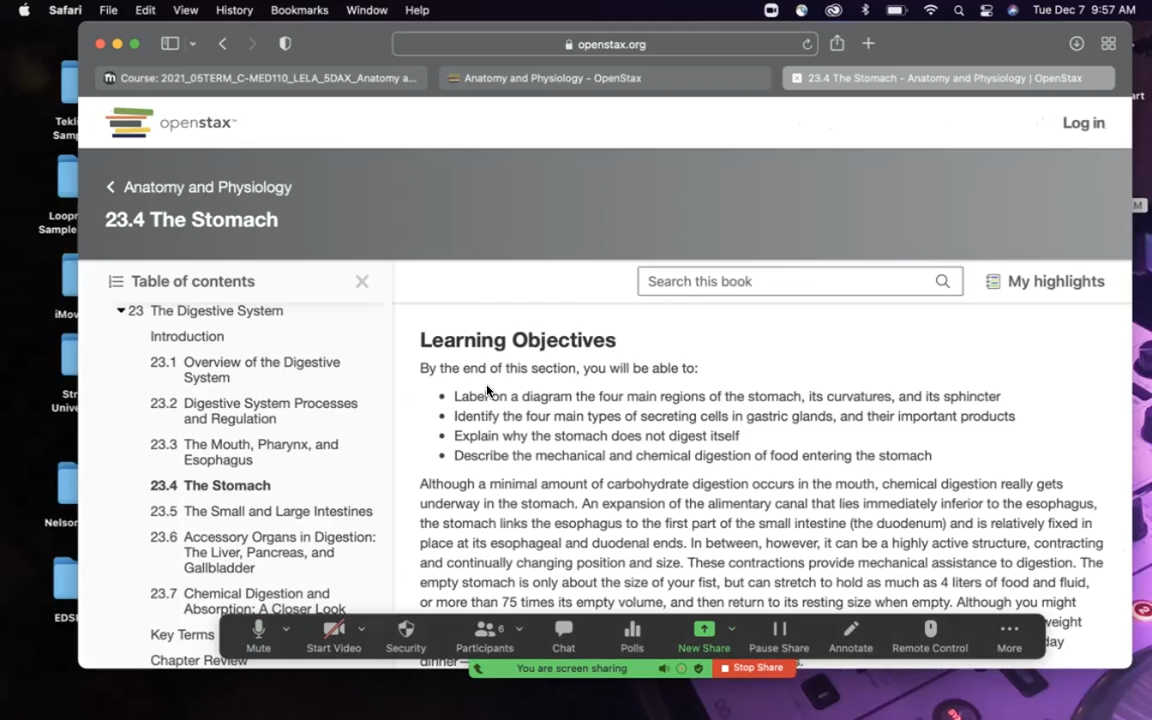 Safari File Edit View History Bookmarks Window Help Tue Dec 7 9:57 AM
openstax.org
Course: 2021_05TERM_C-MED110_LELA_5DAX_Anatomy a...
Anatomy and Physiology - OpenStax
23.4 The Stomach - Anatomy and Physiology | OpenStax
openstax™
Log in
Anatomy and Physiology
23.4 The Stomach
Table of contents
Search this book
My highlights
23 The Digestive System
Introduction
23.1 Overview of the Digestive
System
23.2 Digestive System Processes
and Regulation
23.3 The Mouth, Pharynx, and
Esophagus
23.4 The Stomach
23.5 The Small and Large Intestines
23.6 Accessory Organs in Digestion:
The Liver, Pancreas, and
Gallbladder
23.7 Chemical Digestion and
Absorption: A Closer Look
Key Terms
Chapter Review
Learning Objectives
By the end of this section, you will be able to:
• Label on a diagram the four main regions of the stomach, its curvatures, and its sphincter
• Identify the four main types of secreting cells in gastric glands, and their important products
• Explain why the stomach does not digest itself
• Describe the mechanical and chemical digestion of food entering the stomach
Although a minimal amount of carbohydrate digestion occurs in the mouth, chemical digestion really gets
underway in the stomach. An expansion of the alimentary canal that lies immediately inferior to the esophagus,
the stomach links the esophagus to the first part of the small intestine (the duodenum) and is relatively fixed in
place at its esophageal and duodenal ends. In between, however, it can be a highly active structure, contracting
and continually changing position and size. These contractions provide mechanical assistance to digestion. The
empty stomach is only about the size of your fist, but can stretch to hold as much as 4 liters of food and fluid,
or more than 75 times its empty volume, and then return to its resting size when empty. Although you might
weight
day
dinner—
Mute
Start Video
Security
6
Participants
Chat
Polls
New Share
Pause Share
Annotate
Remote Control
More
You are screen sharing
Stop Share
Tekli
Samp
Loopr
Sample
iMov
Str
Unive
Nelson
EDSI
art
M
2